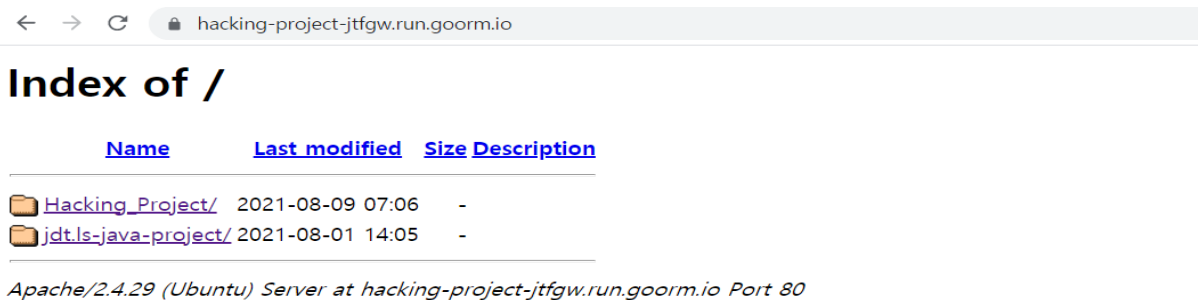 hacking-project-jtfgw.run.goorm.io
Index of /
Name Last modified Size Description
Hacking_Project/ 2021-08-09 07:06 -
jdt.ls-java-project/ 2021-08-01 14:05 -
Apache/2.4.29 (Ubuntu) Server at hacking-project-jtfgw.run.goorm.io Port 80